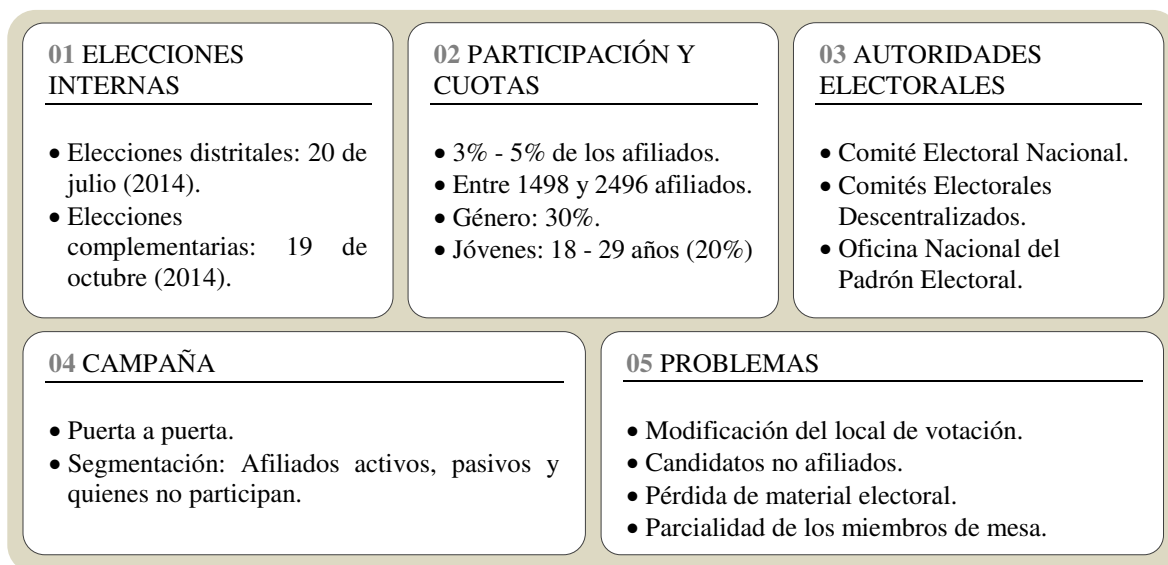 01 ELECCIONES
INTERNAS
• Elecciones distritales: 20 de
julio (2014).
• Elecciones
complementarias: 19 de
octubre (2014).
02 PARTICIPACIÓN Y
CUOTAS
• 3% - 5% de los afiliados.
• Entre 1498 y 2496 afiliados.
• Género: 30%.
• Jóvenes: 18 - 29 años (20%)
03 AUTORIDADES
ELECTORALES
• Comité Electoral Nacional.
• Comités Electorales
Descentralizados.
• Oficina Nacional del
Padrón Electoral.
04 CAMPAÑA
• Puerta a puerta.
• Segmentación: Afiliados activos, pasivos y
quienes no participan.
05 PROBLEMAS
• Modificación del local de votación.
• Candidatos no afiliados.
• Pérdida de material electoral.
• Parcialidad de los miembros de mesa.